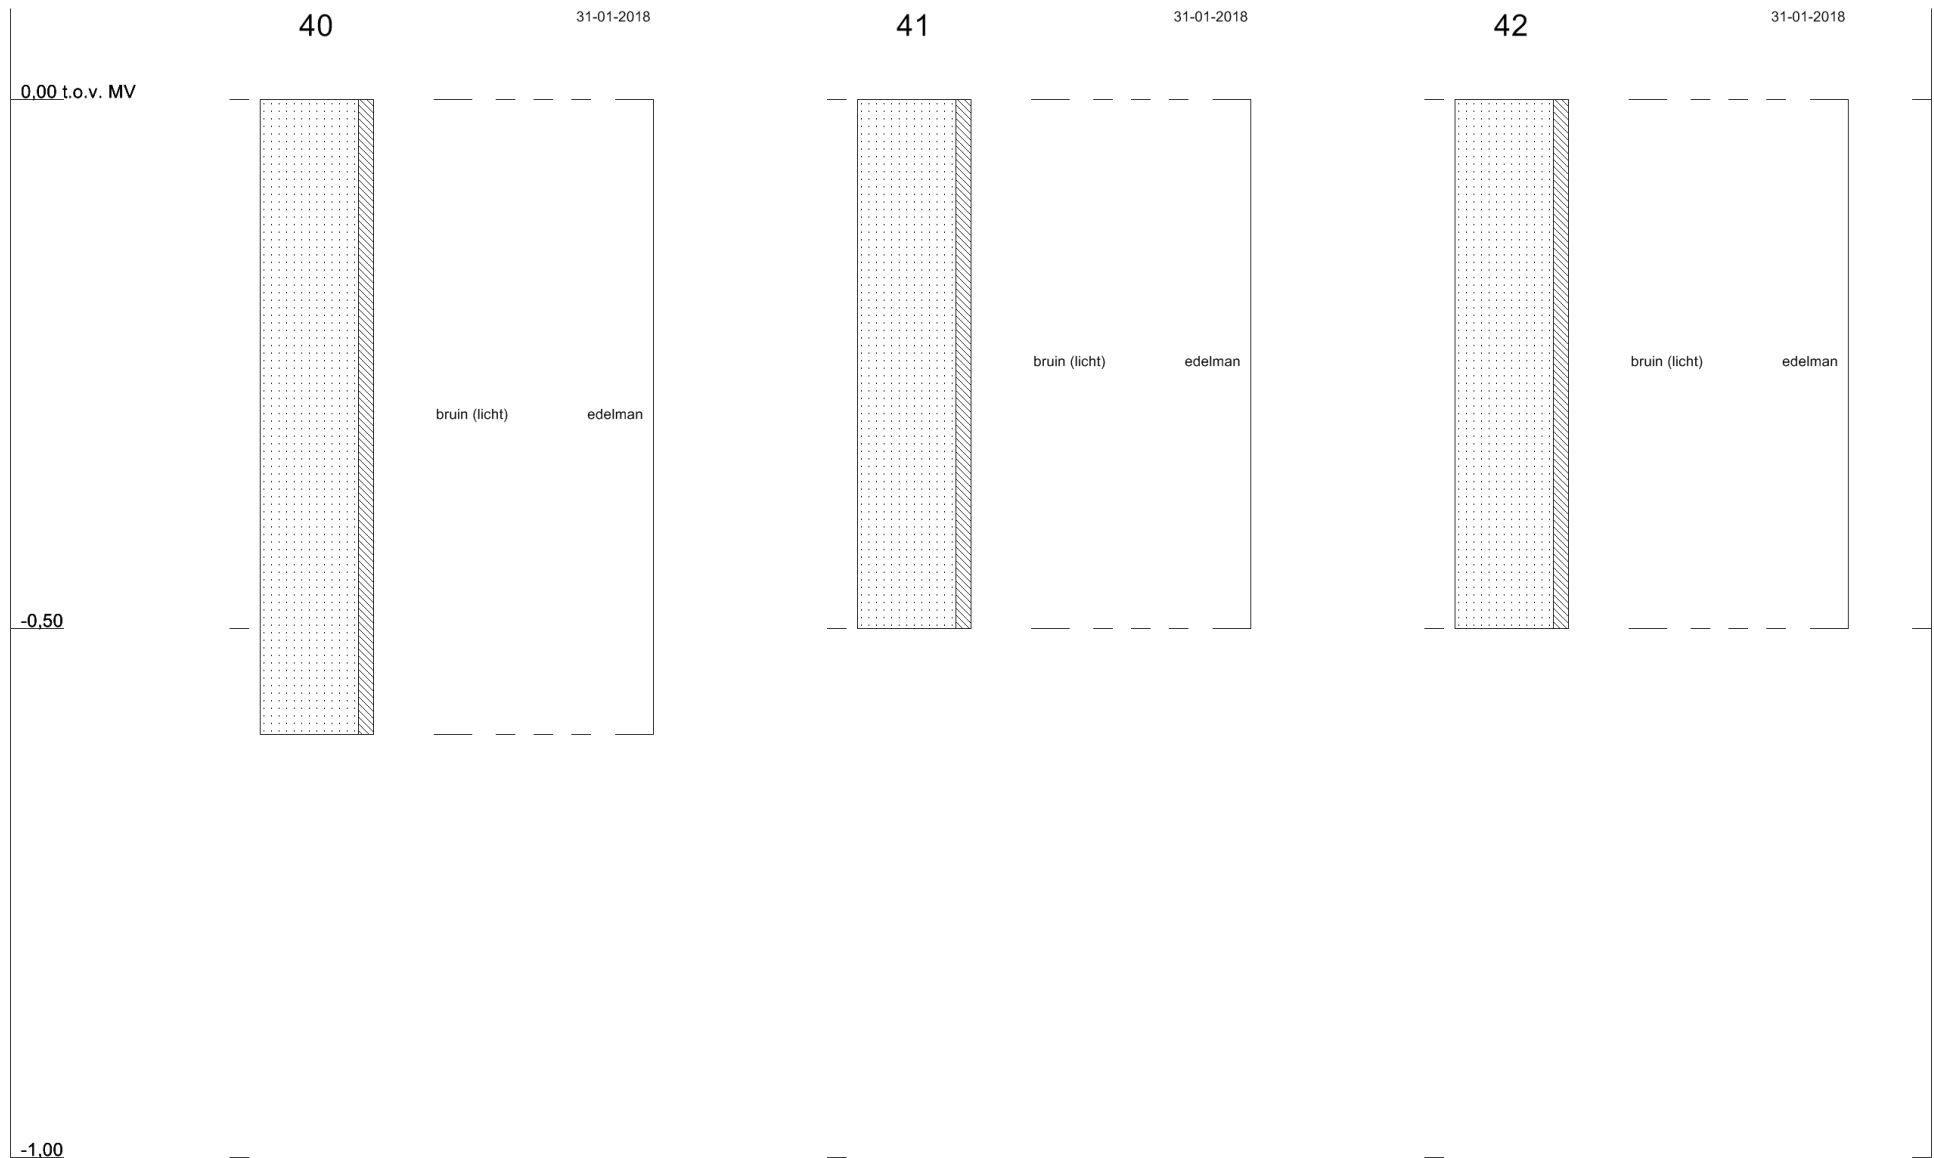 40 31-01-2018 41 31-01-2018 42 31-01-2018
0,00 t.o.v. MV
bruin (licht) edelman bruin (licht) edelman
bruin (licht) edelman
-0,50
-1,00